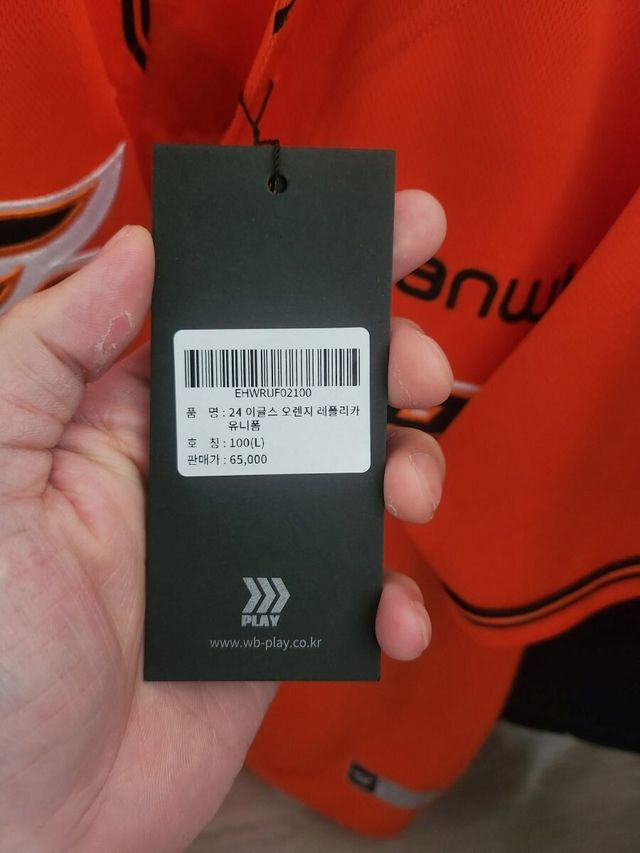 anw
EHWRUF02100
품 명 : 24 이글스 오렌지 레플리카
유니폼
호 칭 : 100(L)
판매가 : 65,000
PLAY
www.wb-play.co.kr